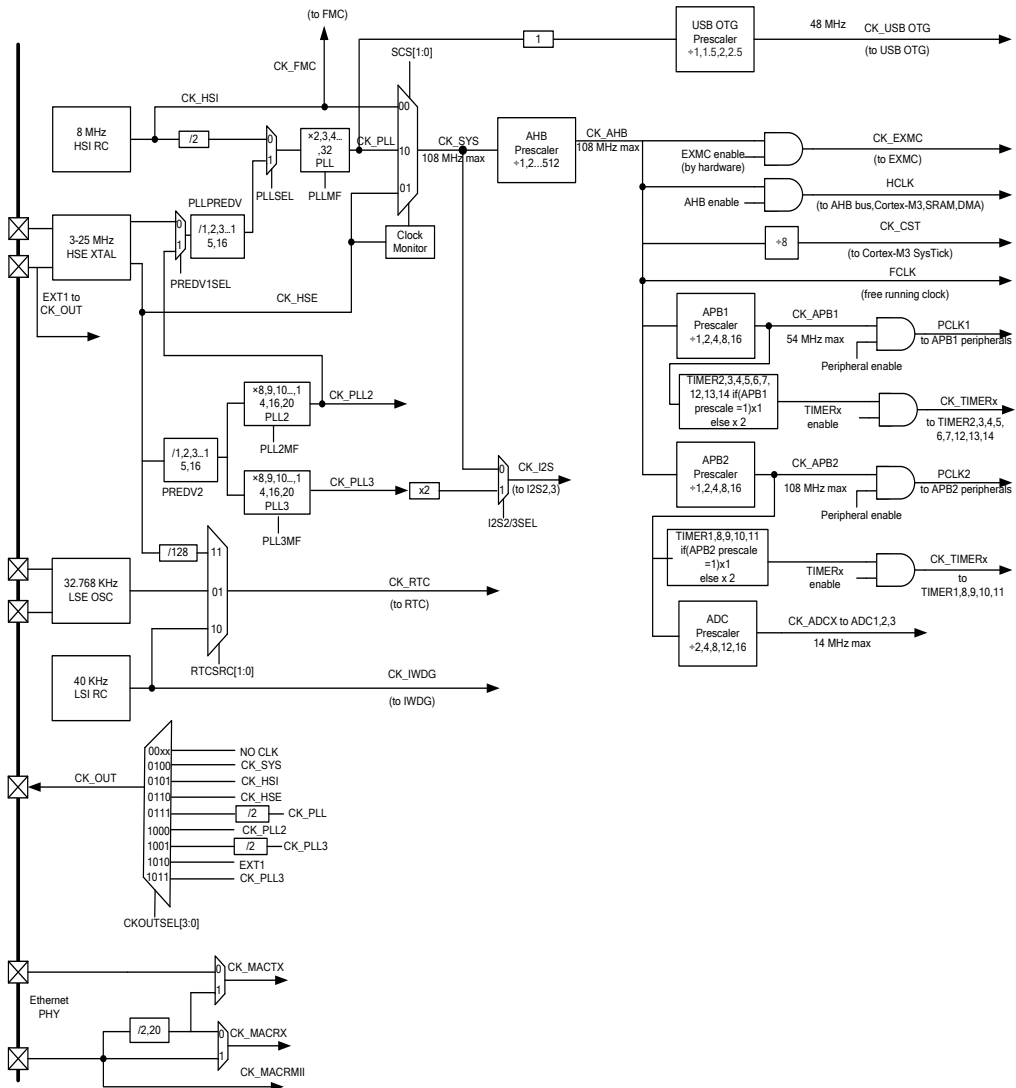 (to FMC)
CK_FMC
SCS[1:0]
1
USB OTG
Prescaler
÷1,1.5,2,2.5
48 MHz
CK_USB OTG
(to USB OTG)
CK_HSI
8 MHz
HSI RC
/2
0
1
PLLSEL
×2,3,4…
,32
PLL
PLLMF
CK_PLL
00
10
01
CK_SYS
108 MHz max
AHB
Prescaler
÷1,2...512
CK_AHB
108 MHz max
EXMC enable
(by hardware)
CK_EXMC
(to EXMC)
AHB enable
HCLK
(to AHB bus,Cortex-M3,SRAM,DMA)
÷8
CK_CST
(to Cortex-M3 SysTick)
FCLK
(free running clock)
PLLPREDV
3-25 MHz
HSE XTAL
0
1
/1,2,3…1
5,16
PREDV1SEL
Clock
Monitor
EXT1 to
CK_OUT
CK_HSE
APB1
Prescaler
÷1,2,4,8,16
CK_APB1
54 MHz max
Peripheral enable
PCLK1
to APB1 peripherals
TIMER2,3,4,5,6,7,
12,13,14 if(APB1
prescale =1)x1
else x 2
TIMERx
enable
CK_TIMERx
to TIMER2,3,4,5,
6,7,12,13,14
×8,9,10…,1
4,16,20
PLL2
PLL2MF
CK_PLL2
/1,2,3…1
5,16
PREDV2
×8,9,10…,1
4,16,20
PLL3
PLL3MF
CK_PLL3
x2
0
1
CK_I2S
(to I2S2,3)
I2S2/3SEL
APB2
Prescaler
÷1,2,4,8,16
CK_APB2
108 MHz max
Peripheral enable
PCLK2
to APB2 peripherals
TIMER1,8,9,10,11
if(APB2 prescale
=1)x1
else x 2
TIMERx
enable
CK_TIMERx
to
TIMER1,8,9,10,11
ADC
Prescaler
÷2,4,8,12,16
CK_ADCX to ADC1,2,3
14 MHz max
/128
32.768 KHz
LSE OSC
11
01
10
RTCSRC[1:0]
CK_RTC
(to RTC)
40 KHz
LSI RC
CK_IWDG
(to IWDG)
CK_OUT
00xx
NO CLK
0100
CK_SYS
0101
CK_HSI
0110
CK_HSE
0111
/2
CK_PLL
1000
CK_PLL2
1001
/2
CK_PLL3
1010
EXT1
1011
CK_PLL3
CKOUTSEL[3:0]
Ethernet
PHY
0
1
CK_MACTX
/2,20
0
1
CK_MACRX
CK_MACRMII